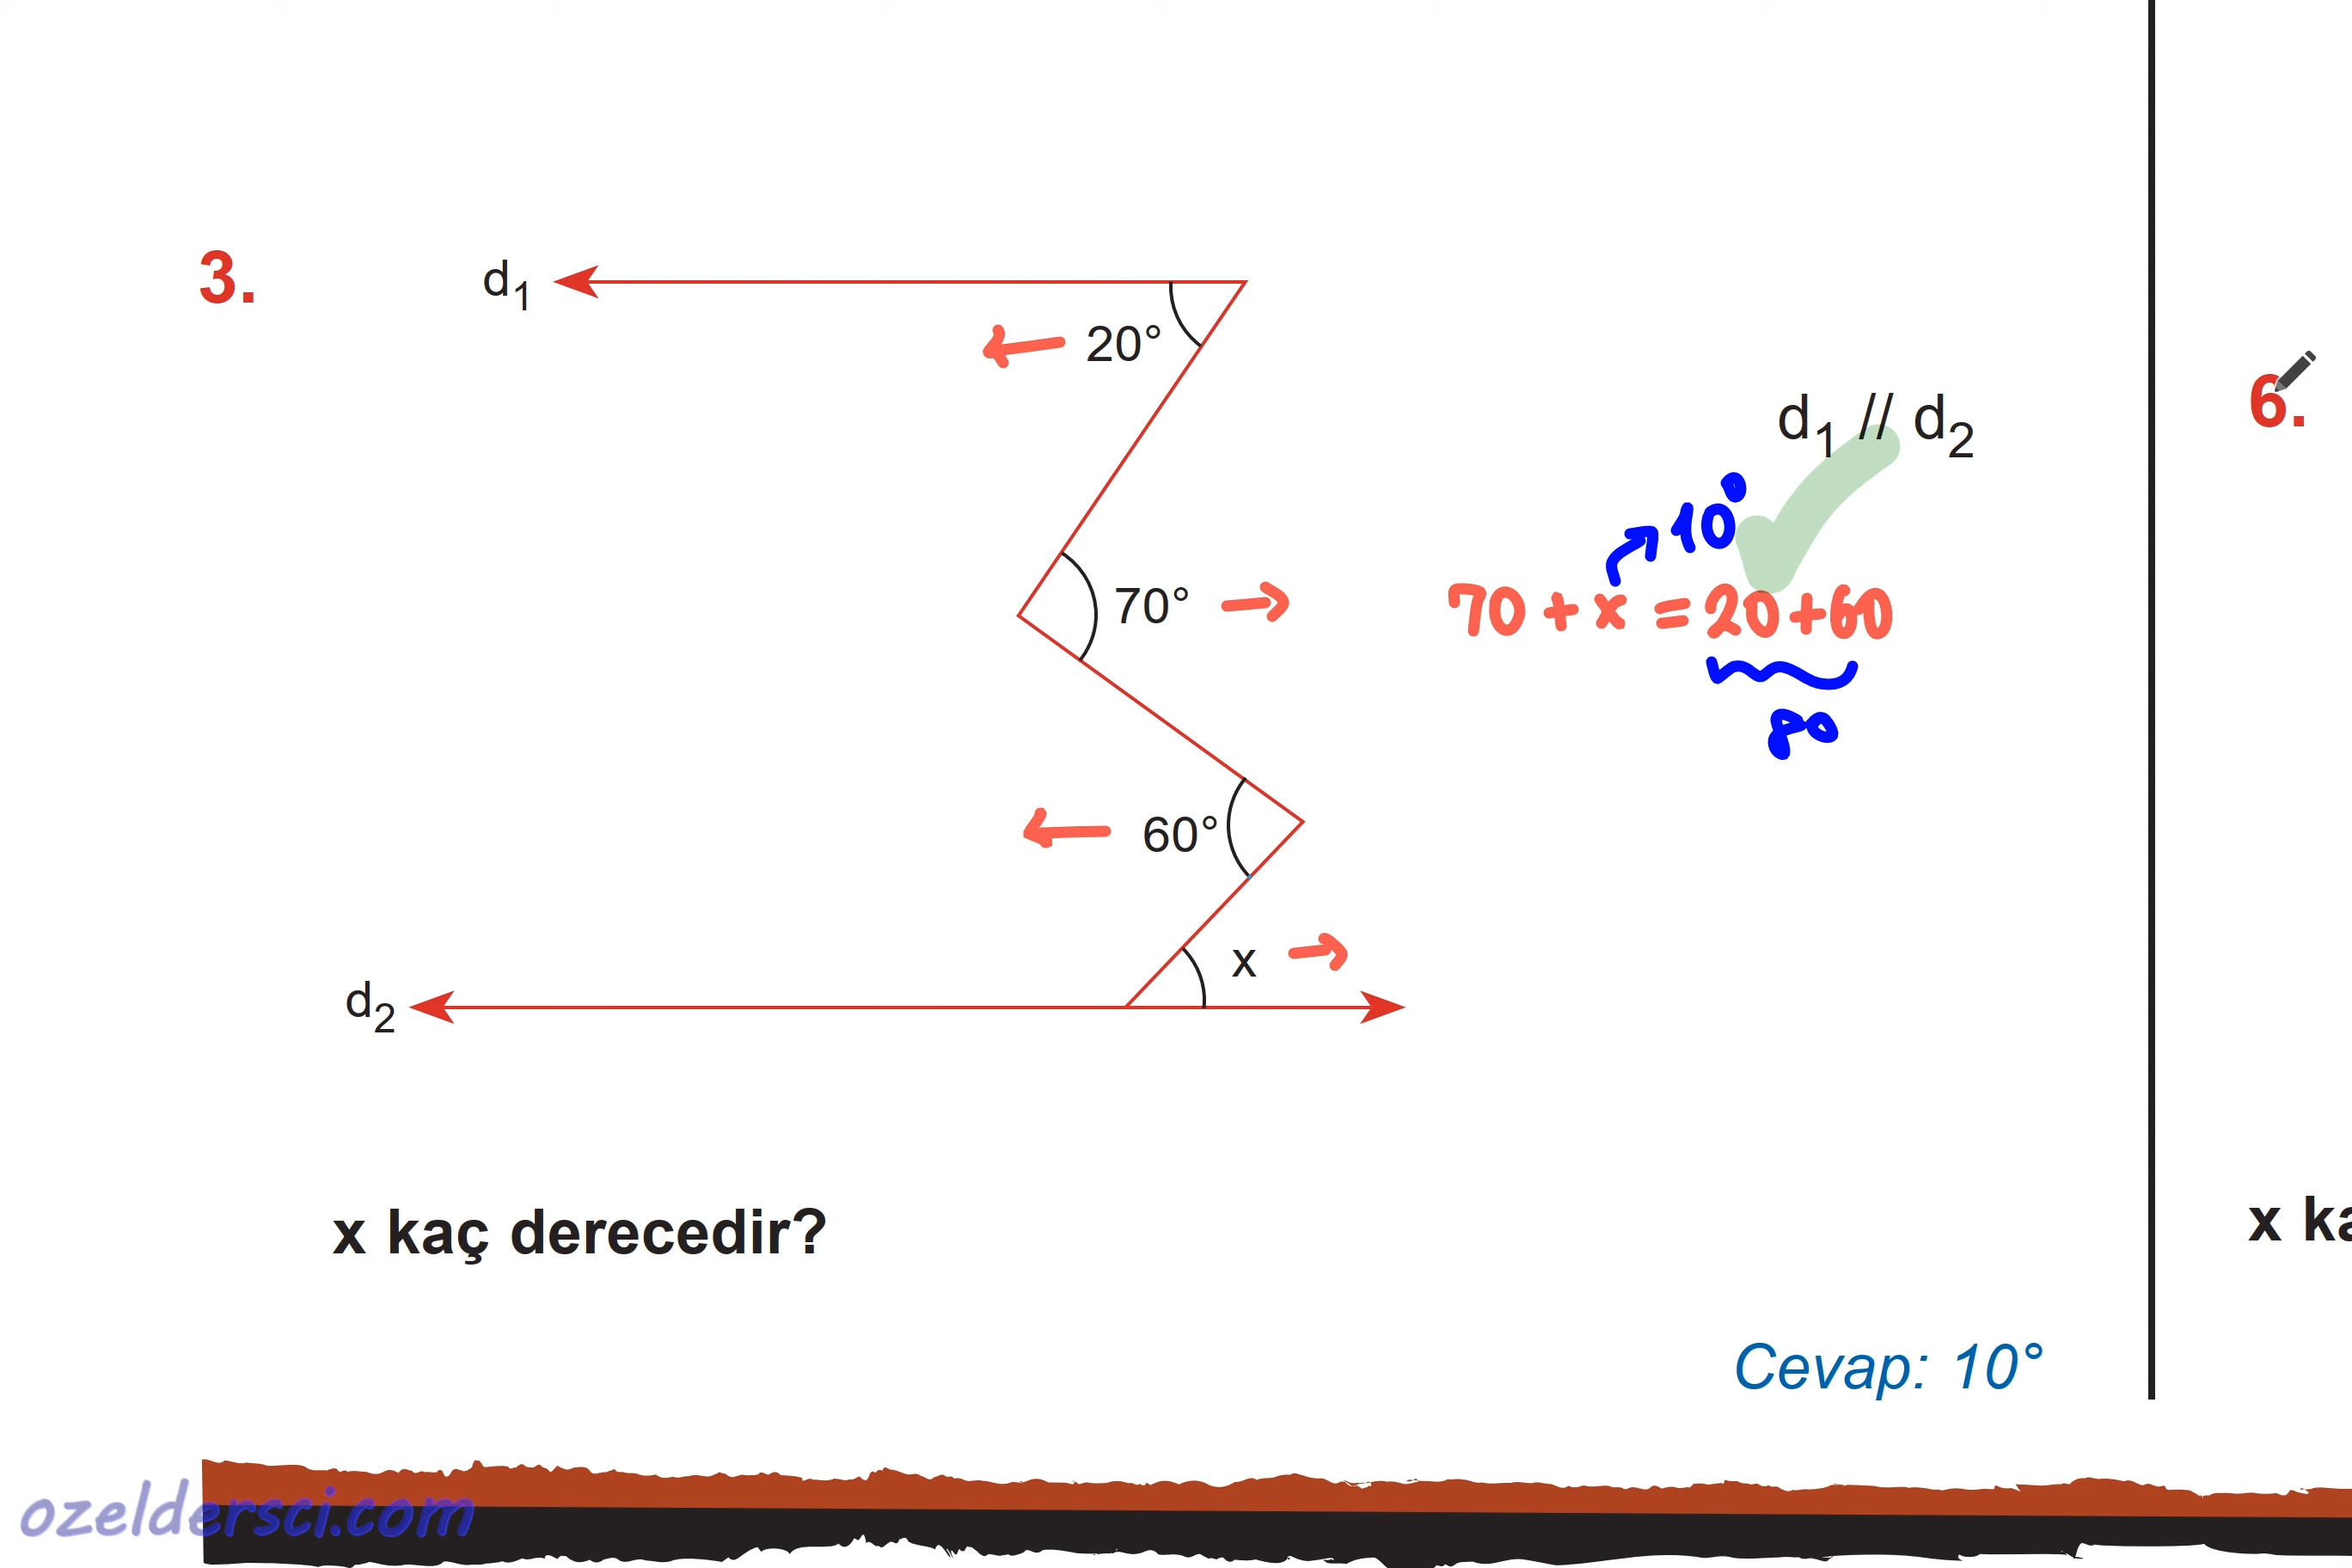 3.
d1
20°
d1 // d2
6.
10°
70°
70 + x = 20+60
80
60°
x
d2
x kaç derecedir?
x ka
Cevap: 10°
ozeldersci.com